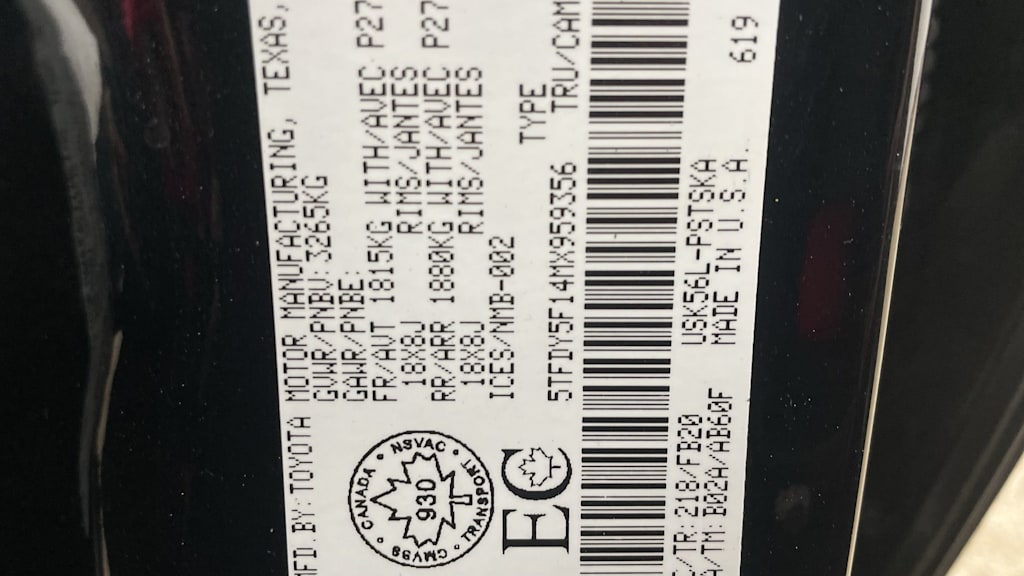 MFD.BY:TOYOTA MOTOR MANUFACTURING, TEXAS,
GVWR/PNBV:3265KG
GAWR/PNBE:
FR/AVT 1815KG WITH/AVEC P27
18X8J RIMS/JANTES
RR/ARR 1880KG WITH/AVEC P27
18X8J RIMS/JANTES
ICES/NMB-002
TYPE
5TFDY5F14MX959356 TRU/CAM
CANADA • NSVAC • TRANSPORT • CMVSS
930
EC
C/TR:218/FB20 USK56L-PSTSKA
A/TM:B02A/AB60F MADE IN U.S.A.
619